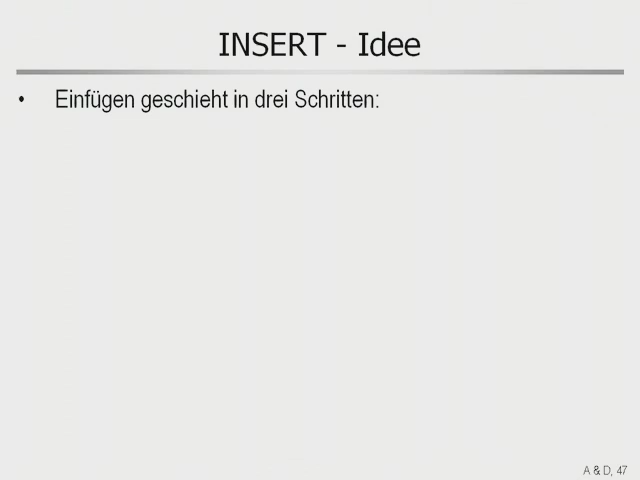 INSERT - Idee
• Einfügen geschieht in drei Schritten:
A & D, 47